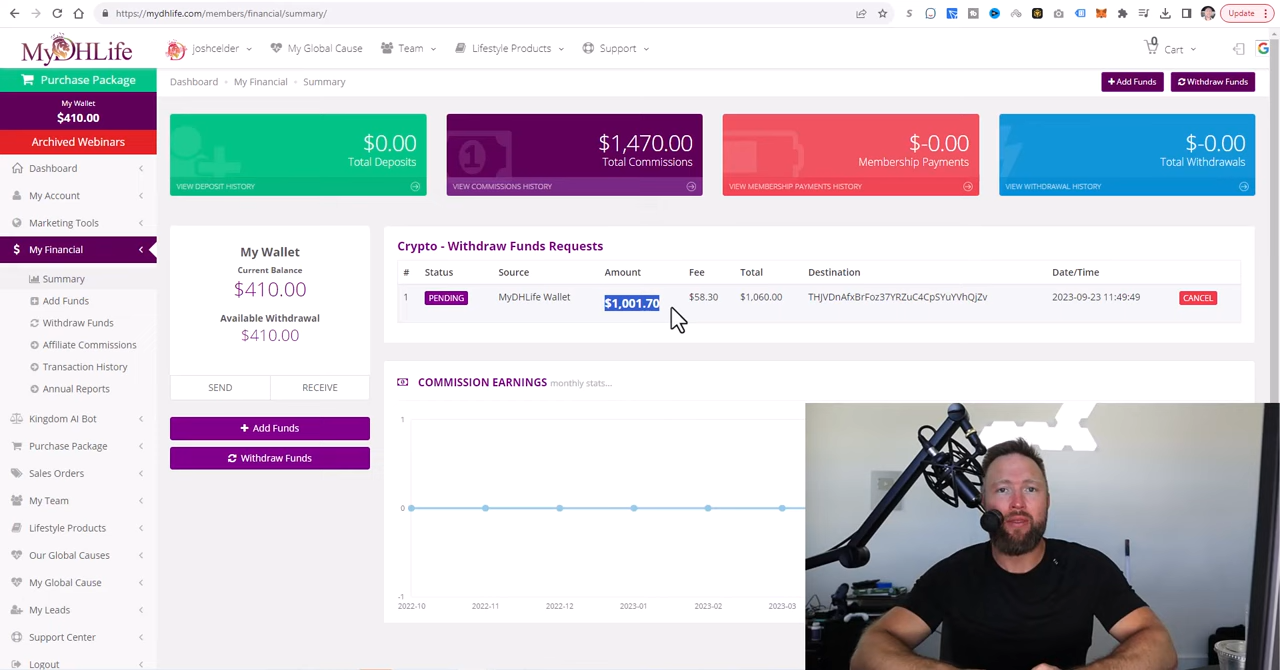 https://mydhlife.com/members/financial/summary/
Update
MyDHLife
joshcelder
My Global Cause
Team
Lifestyle Products
Support
0
Cart
Purchase Package
Dashboard
My Financial
Summary
+Add Funds
Withdraw Funds
My Wallet
$410.00
Archived Webinars
$0.00
Total Deposits
VIEW DEPOSIT HISTORY
$1,470.00
Total Commissions
VIEW COMMISSIONS HISTORY
$-0.00
Membership Payments
VIEW MEMBERSHIP PAYMENTS HISTORY
$-0.00
Total Withdrawals
VIEW WITHDRAWAL HISTORY
Dashboard
My Account
Marketing Tools
My Financial
Summary
Add Funds
Withdraw Funds
Affiliate Commissions
Transaction History
Annual Reports
Kingdom AI Bot
Purchase Package
Sales Orders
My Team
Lifestyle Products
Our Global Causes
My Global Cause
My Leads
Support Center
Logout
My Wallet
Current Balance
$410.00
Available Withdrawal
$410.00
SEND RECEIVE
+ Add Funds
Withdraw Funds
Crypto - Withdraw Funds Requests
# Status Source Amount Fee Total Destination Date/Time
1 PENDING MyDHLife Wallet $1,001.70 $58.30 $1,060.00 THJVDnAfxBrFoz37YRZuC4CpSYuYVhQjZv 2023-09-23 11:49:49 CANCEL
COMMISSION EARNINGS monthly stats...
1
0
-1
2022-10 2022-11 2022-12 2023-01 2023-02 2023-03